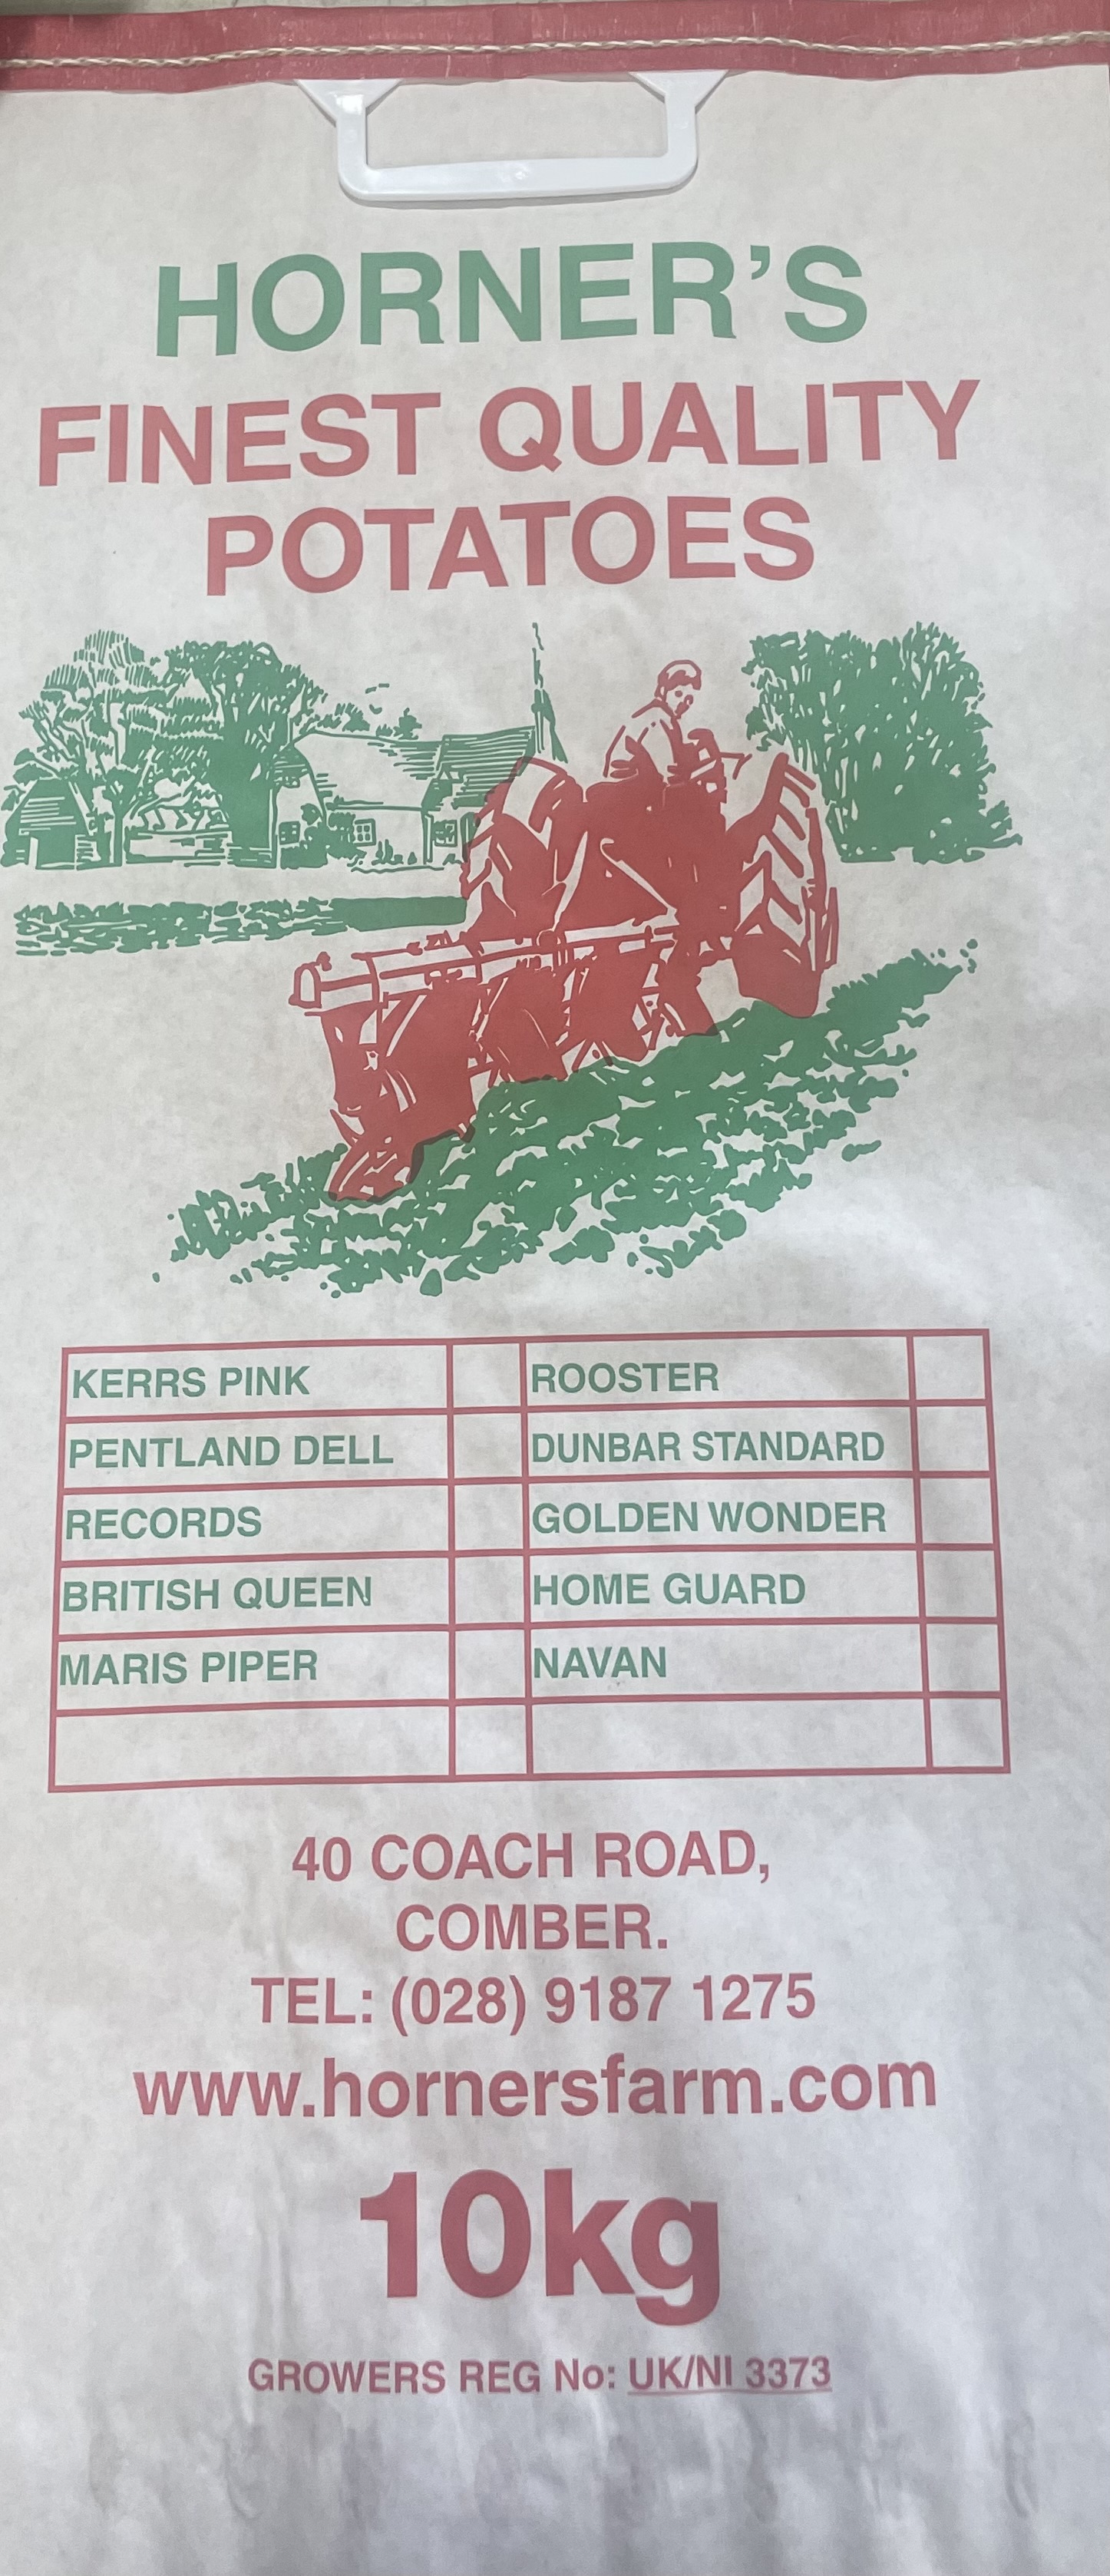 HORNER'S
FINEST QUALITY
POTATOES
KERRS PINK ROOSTER
PENTLAND DELL DUNBAR STANDARD
RECORDS GOLDEN WONDER
BRITISH QUEEN HOME GUARD
MARIS PIPER NAVAN
40 COACH ROAD,
COMBER.
TEL: (028) 9187 1275
www.hornersfarm.com
10kg
GROWERS REG No: UK/NI 3373